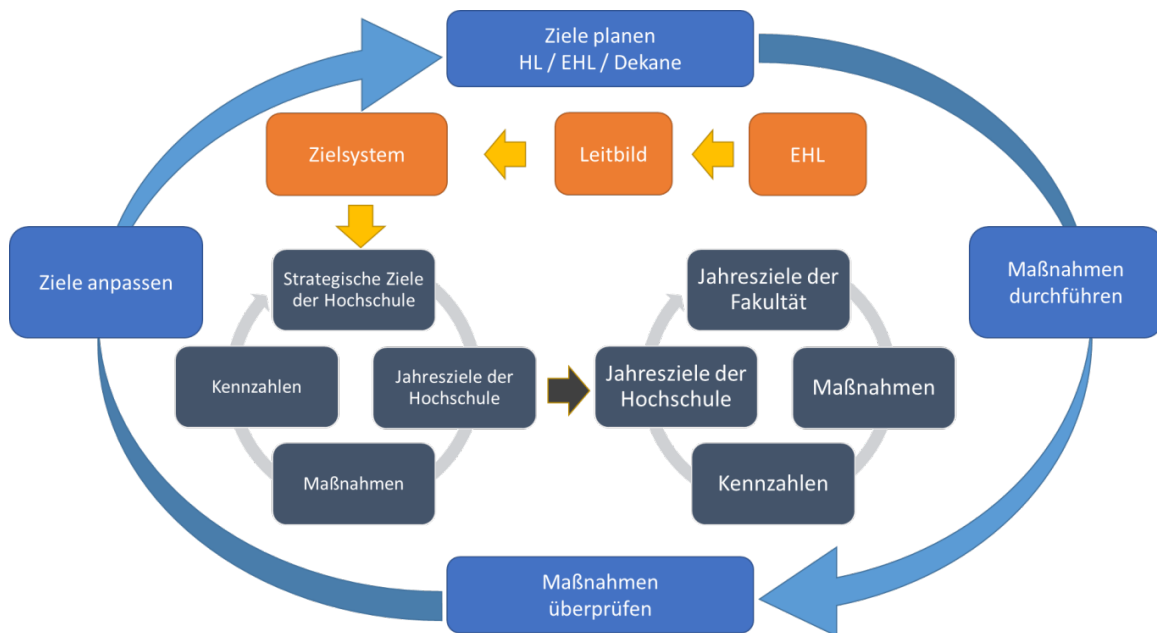 Ziele planen
HL / EHL / Dekane
Zielsystem
Leitbild
EHL
Ziele anpassen
Maßnahmen
durchführen
Strategische Ziele
der Hochschule
Kennzahlen
Jahresziele der
Hochschule
Maßnahmen
Jahresziele der
Fakultät
Jahresziele der
Hochschule
Maßnahmen
Kennzahlen
Maßnahmen
überprüfen